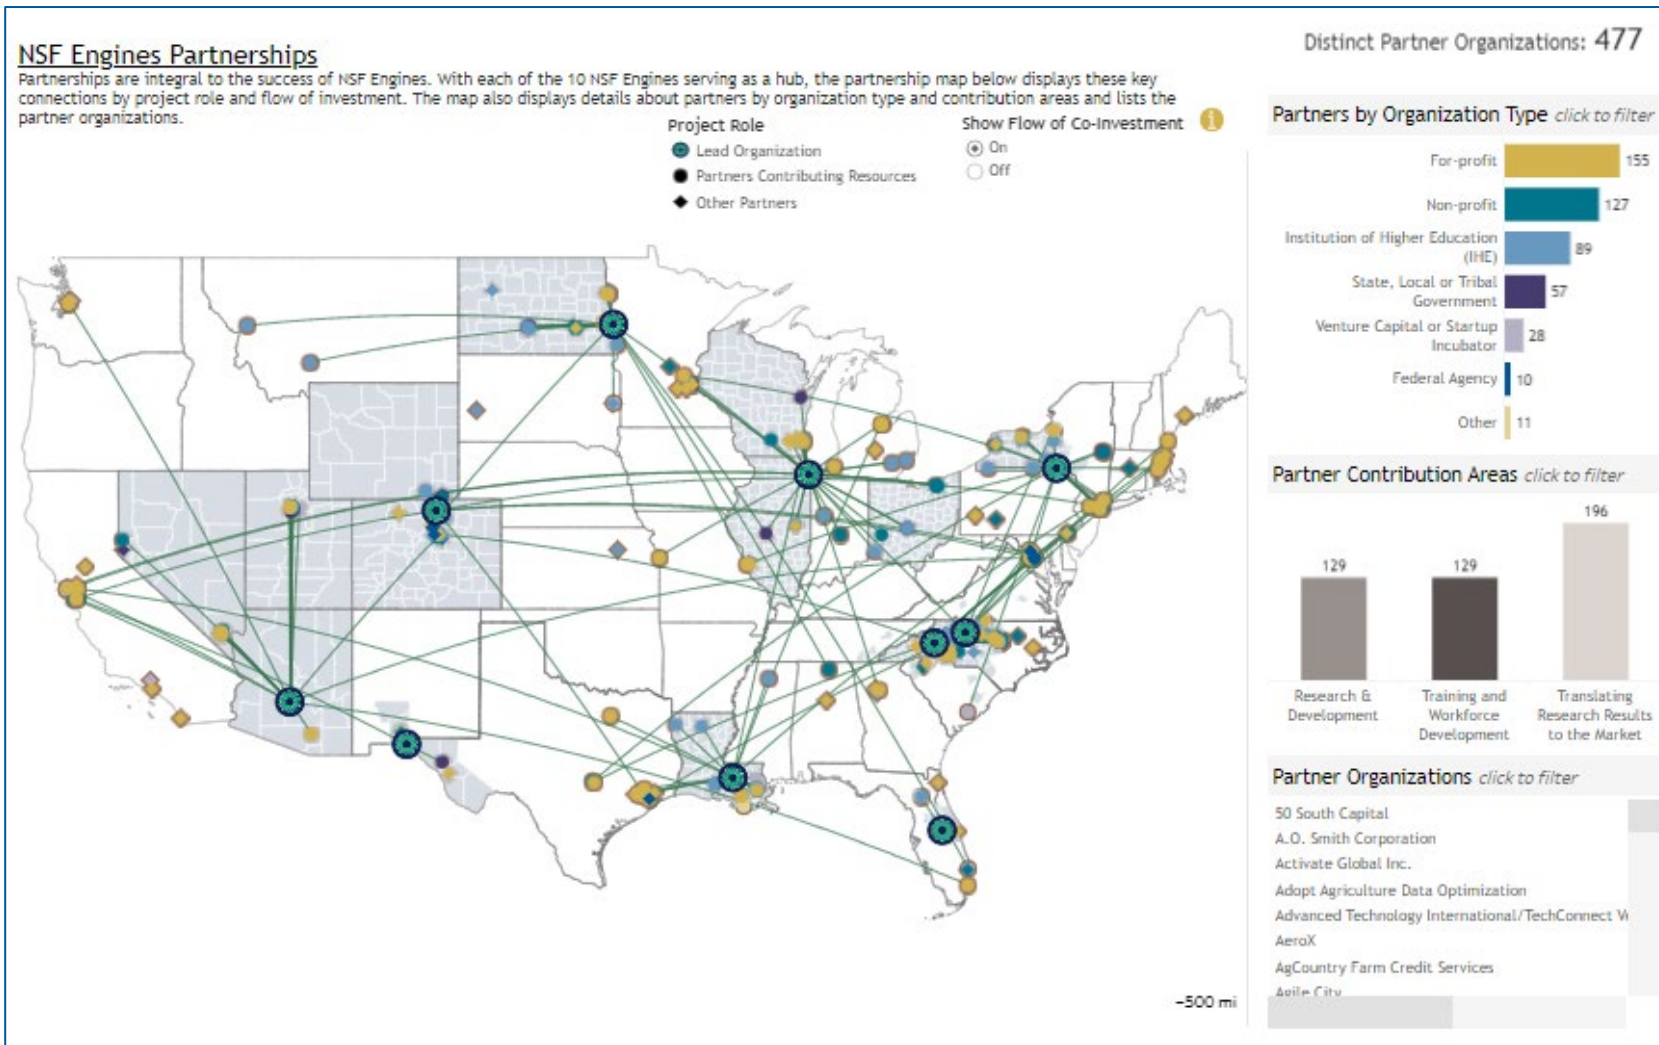 NSF Engines Partnerships
Partnerships are integral to the success of NSF Engines. With each of the 10 NSF Engines serving as a hub, the partnership map below displays these key
connections by project role and flow of investment. The map also displays details about partners by organization type and contribution areas and lists the
partner organizations.
Project Role
Lead Organization
Partners Contributing Resources
Other Partners
Show Flow of Co-Investment
i
On
Off
~500 mi
Distinct Partner Organizations: 477
Partners by Organization Type click to filter
For-profit 155
Non-profit 127
Institution of Higher Education
(IHE) 89
State, Local or Tribal
Government 57
Venture Capital or Startup
Incubator 28
Federal Agency 10
Other 11
Partner Contribution Areas click to filter
129 129 196
Research &
Development
Training and
Workforce
Development
Translating
Research Results
to the Market
Partner Organizations click to filter
50 South Capital
A.O. Smith Corporation
Activate Global Inc.
Adopt Agriculture Data Optimization
Advanced Technology International/TechConnect
AeroX
AgCountry Farm Credit Services
Agile City